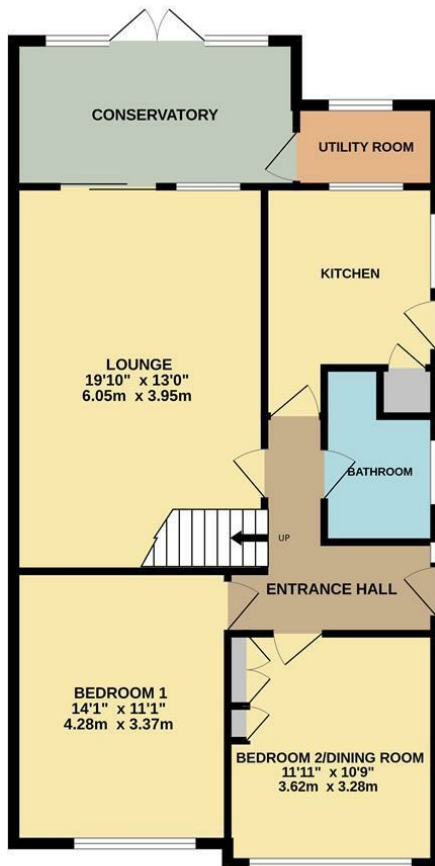 CONSERVATORY
UTILITY ROOM
KITCHEN
LOUNGE
19'10" x 13'0"
6.05m x 3.95m
BATHROOM
UP
ENTRANCE HALL
BEDROOM 1
14'1" x 11'1"
4.28m x 3.37m
BEDROOM 2/DINING ROOM
11'11" x 10'9"
3.62m x 3.28m